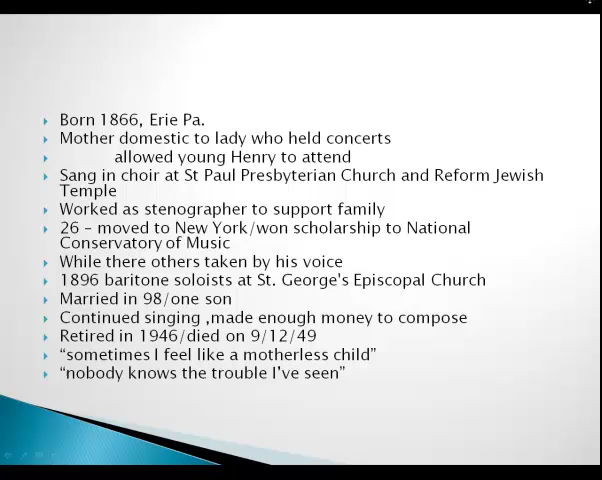 Born 1866, Erie Pa.
Mother domestic to lady who held concerts
allowed young Henry to attend
Sang in choir at St Paul Presbyterian Church and Reform Jewish
Temple
Worked as stenographer to support family
26 – moved to New York/won scholarship to National
Conservatory of Music
While there others taken by his voice
1896 baritone soloists at St. George's Episcopal Church
Married in 98/one son
Continued singing ,made enough money to compose
Retired in 1946/died on 9/12/49
“sometimes I feel like a motherless child”
“nobody knows the trouble I've seen”